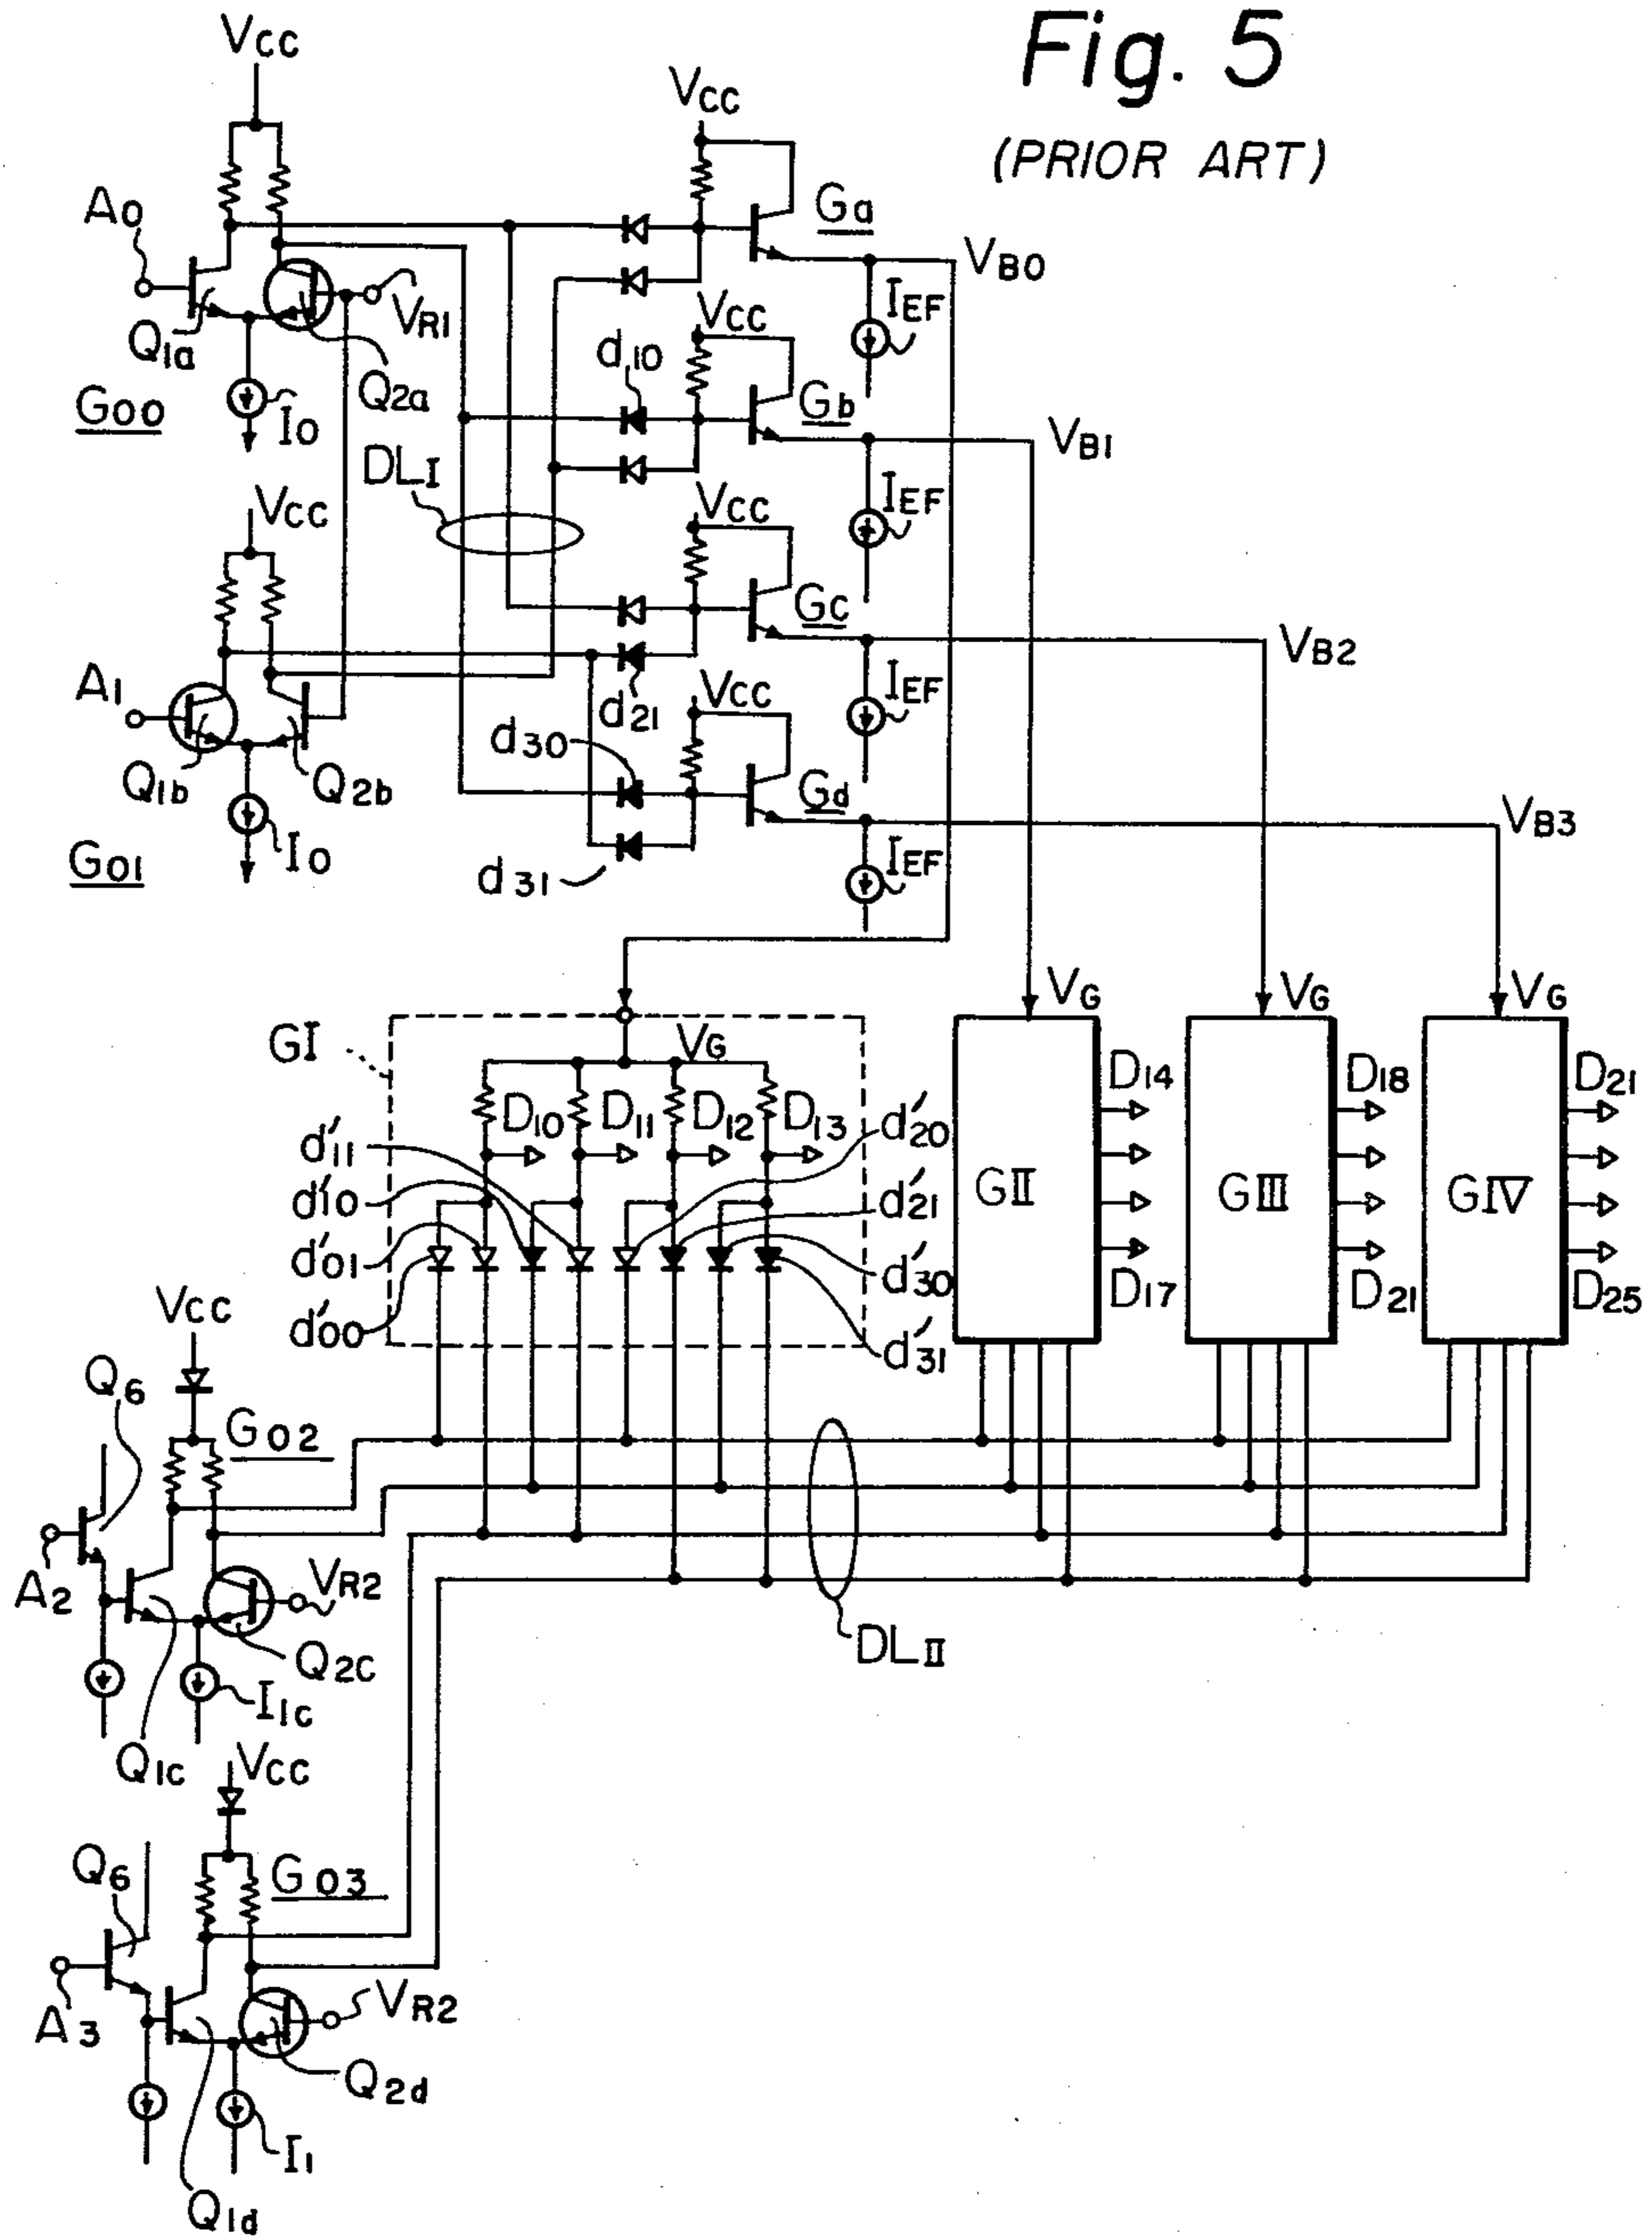 Fig. 5
(PRIOR ART)
VCC
VCC
A0
Ga
VB0
VR1
IEF
Q1a
VCC
d10
Q2a
Gb
G00
I0
VB1
DLI
IEF
VCC
VCC
Gc
VB2
A1
IEF
VCC
d21
d30
Q1b
Q2b
Gd
VB3
G01
I0
IEF
d31
VG
VG
VG
GI
VG
D14
D18
D21
D10
D11
D12
D13
d'20
d'11
GII
GIII
GIV
d'10
d'21
d'01
d'30
D17
D21
D25
VCC
d'00
d'31
Q6
G02
A2
VR2
DLII
Q2C
I1c
Q1c
VCC
Q6
G03
A3
VR2
Q2d
I1
Q1d